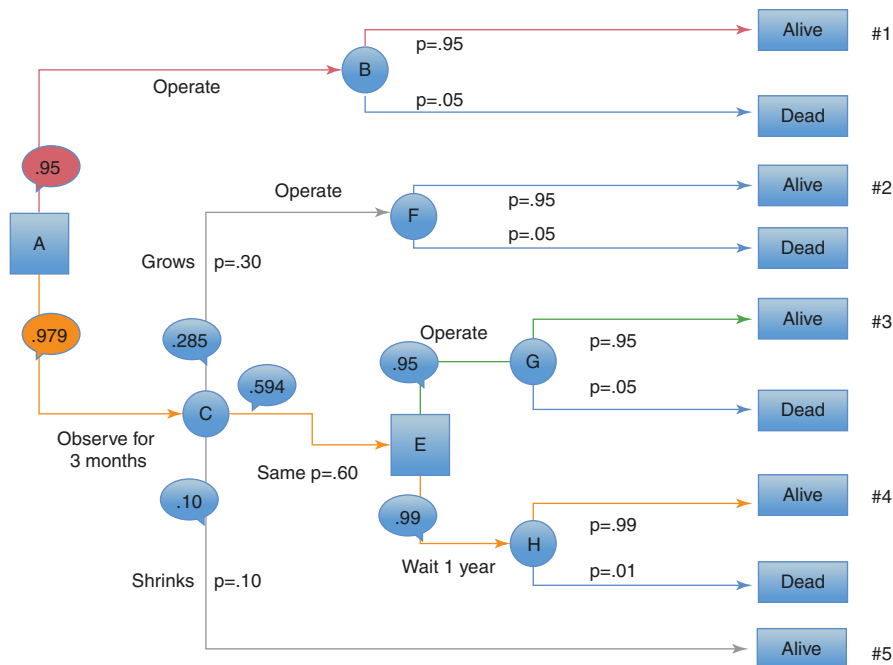 Alive #1
p=.95
B
Operate
p=.05
Dead
.95
Alive #2
Operate
p=.95
F
A
p=.05
Dead
Grows p=.30
Alive #3
.979
.285
Operate
p=.95
.95
G
.594
p=.05
C
Dead
Observe for
3 months
E
Same p=.60
Alive #4
.10
.99
p=.99
H
Wait 1 year
p=.01
Shrinks p=.10
Dead
Alive #5